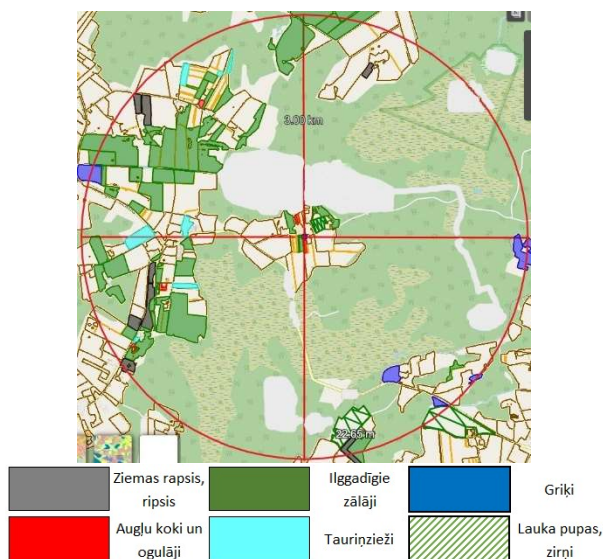 3.00 km
22.65 m
Ziemas rapsis,
ripsis
Ilggadīgie
zālāji
Griķi
Augļu koki un
ogulāji
Tauriņzieži
Lauka pupas,
zirņi